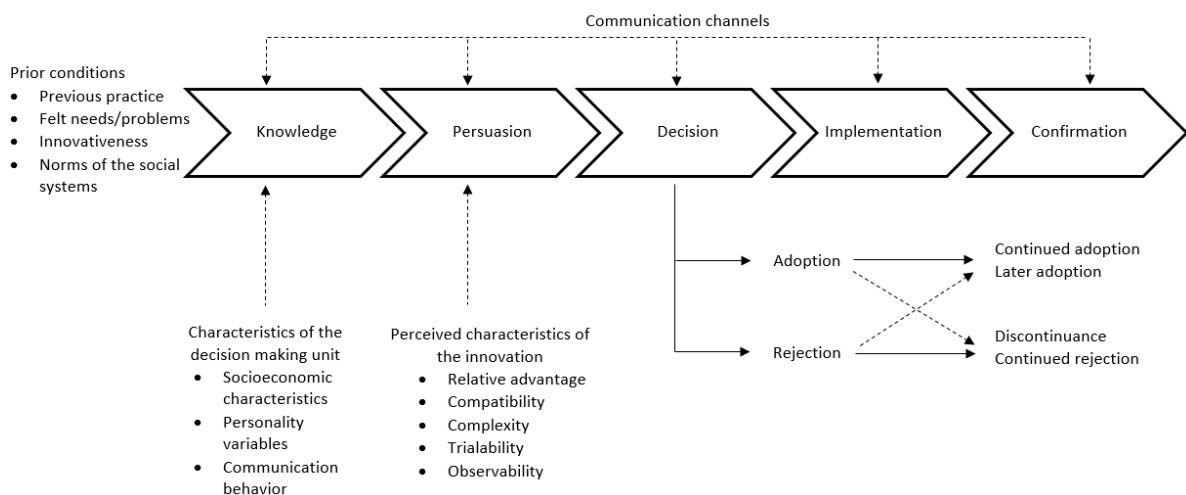 Communication channels
Prior conditions
• Previous practice
• Felt needs/problems
• Innovativeness
• Norms of the social
systems
Knowledge
Persuasion
Decision
Implementation
Confirmation
Adoption
Continued adoption
Later adoption
Rejection
Discontinuance
Continued rejection
Characteristics of the
decision making unit
• Socioeconomic
characteristics
• Personality
variables
• Communication
behavior
Perceived characteristics of
the innovation
• Relative advantage
• Compatibility
• Complexity
• Trialability
• Observability